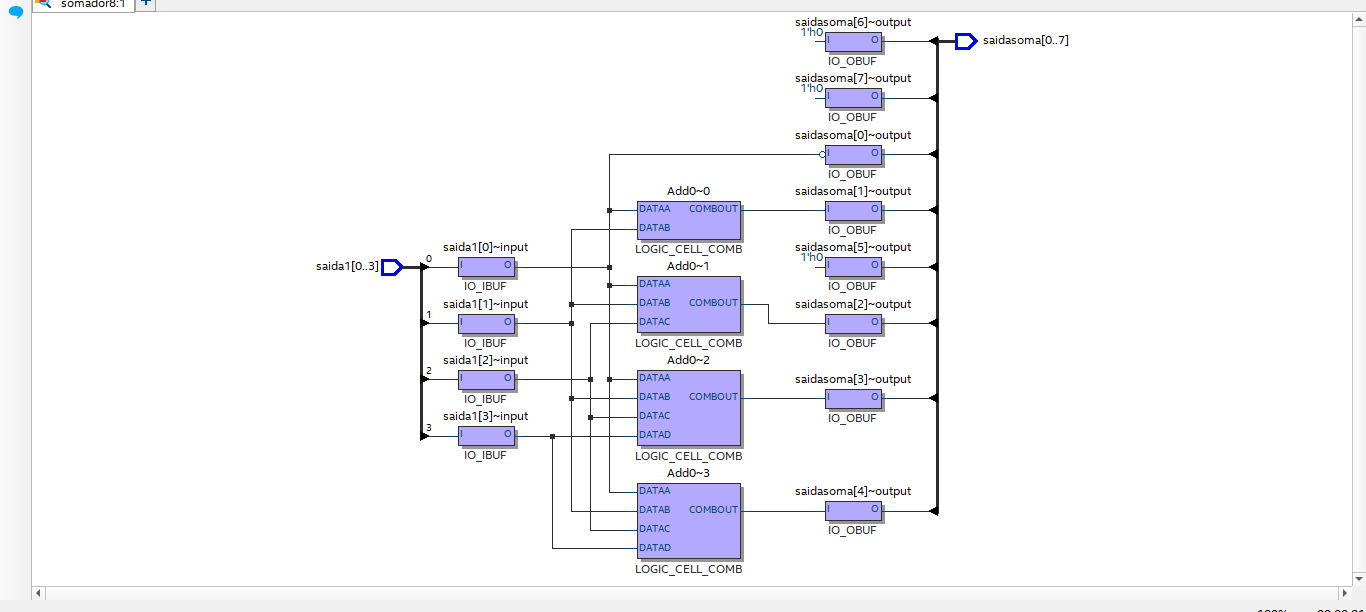 somador8:1
saidasoma[6]~output
1'h0
I
O
IO_OBUF
saidasoma[0..7]
saidasoma[7]~output
1'h0
I
O
IO_OBUF
saidasoma[0]~output
I
O
IO_OBUF
Add0~0
DATAA
COMBOUT
DATAB
LOGIC_CELL_COMB
saidasoma[1]~output
I
O
IO_OBUF
saida1[0..3]
0
saida1[0]~input
I
O
IO_IBUF
Add0~1
DATAA
DATAB
COMBOUT
DATAC
LOGIC_CELL_COMB
saidasoma[5]~output
1'h0
I
O
IO_OBUF
1
saida1[1]~input
I
O
IO_IBUF
saidasoma[2]~output
I
O
IO_OBUF
2
saida1[2]~input
I
O
IO_IBUF
Add0~2
DATAA
DATAB
COMBOUT
DATAC
DATAD
LOGIC_CELL_COMB
saidasoma[3]~output
I
O
IO_OBUF
3
saida1[3]~input
I
O
IO_IBUF
Add0~3
DATAA
DATAB
COMBOUT
DATAC
DATAD
LOGIC_CELL_COMB
saidasoma[4]~output
I
O
IO_OBUF